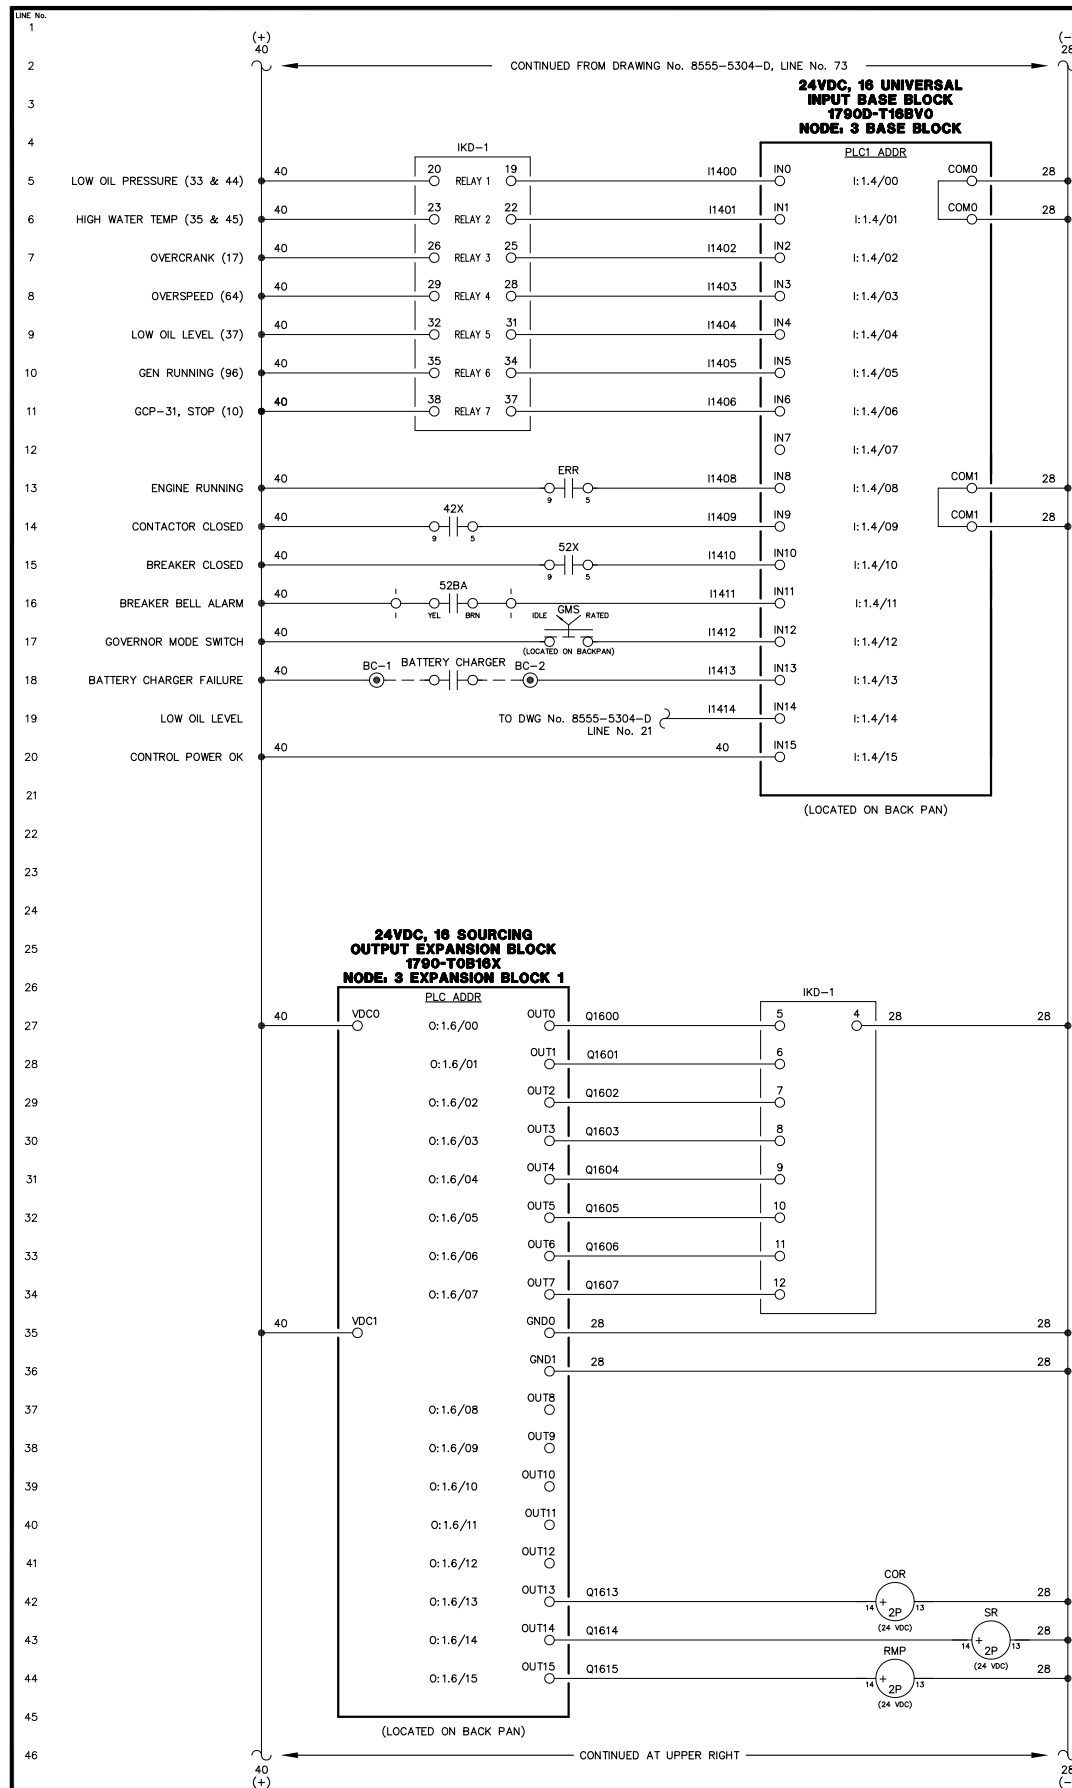 LINE No.
1
(+) (-
40 28
2 CONTINUED FROM DRAWING No. 8555-5304-D, LINE No. 73
24VDC, 16 UNIVERSAL
3 INPUT BASE BLOCK
1790D-T16BV0
NODE: 3 BASE BLOCK
4 IKD-1 PLC1 ADDR
5 LOW OIL PRESSURE (33 & 44) 40 20 RELAY 1 19 I1400 IN0 I:1.4/00 COM0 28
6 HIGH WATER TEMP (35 & 45) 40 23 RELAY 2 22 I1401 IN1 I:1.4/01 COM0 28
7 OVERCRANK (17) 40 26 RELAY 3 25 I1402 IN2 I:1.4/02
8 OVERSPEED (64) 40 29 RELAY 4 28 I1403 IN3 I:1.4/03
9 LOW OIL LEVEL (37) 40 32 RELAY 5 31 I1404 IN4 I:1.4/04
10 GEN RUNNING (96) 40 35 RELAY 6 34 I1405 IN5 I:1.4/05
11 GCP-31, STOP (10) 40 38 RELAY 7 37 I1406 IN6 I:1.4/06
12 IN7 I:1.4/07
13 ENGINE RUNNING 40 ERR 9 5 I1408 IN8 I:1.4/08 COM1 28
14 CONTACTOR CLOSED 40 42X 9 5 I1409 IN9 I:1.4/09 COM1 28
15 BREAKER CLOSED 40 52X 9 5 I1410 IN10 I:1.4/10
16 BREAKER BELL ALARM 40 I I YEL 52BA BRN I I I1411 IN11 I:1.4/11
17 GOVERNOR MODE SWITCH 40 IDLE GMS RATED I1412 IN12 I:1.4/12
(LOCATED ON BACKPAN)
18 BATTERY CHARGER FAILURE 40 BC-1 BATTERY CHARGER BC-2 I1413 IN13 I:1.4/13
19 LOW OIL LEVEL TO DWG No. 8555-5304-D I1414 IN14 I:1.4/14
LINE No. 21
20 CONTROL POWER OK 40 40 IN15 I:1.4/15
21 (LOCATED ON BACK PAN)
22
23
24
24VDC, 16 SOURCING
25 OUTPUT EXPANSION BLOCK
1790-T0B16X
NODE: 3 EXPANSION BLOCK 1
26 PLC ADDR IKD-1
27 40 VDC0 O:1.6/00 OUT0 Q1600 5 4 28 28
28 O:1.6/01 OUT1 Q1601 6
29 O:1.6/02 OUT2 Q1602 7
30 O:1.6/03 OUT3 Q1603 8
31 O:1.6/04 OUT4 Q1604 9
32 O:1.6/05 OUT5 Q1605 10
33 O:1.6/06 OUT6 Q1606 11
34 O:1.6/07 OUT7 Q1607 12
35 40 VDC1 GND0 28 28
36 GND1 28 28
37 O:1.6/08 OUT8
38 O:1.6/09 OUT9
39 O:1.6/10 OUT10
40 O:1.6/11 OUT11
41 O:1.6/12 OUT12
COR
42 O:1.6/13 OUT13 Q1613 14 + 2P 13 28
(24 VDC)
SR
43 O:1.6/14 OUT14 Q1614 14 + 2P 13 28
(24 VDC)
RMP
44 O:1.6/15 OUT15 Q1615 14 + 2P 13 28
(24 VDC)
45 (LOCATED ON BACK PAN)
46 CONTINUED AT UPPER RIGHT
40 28
(+) (-